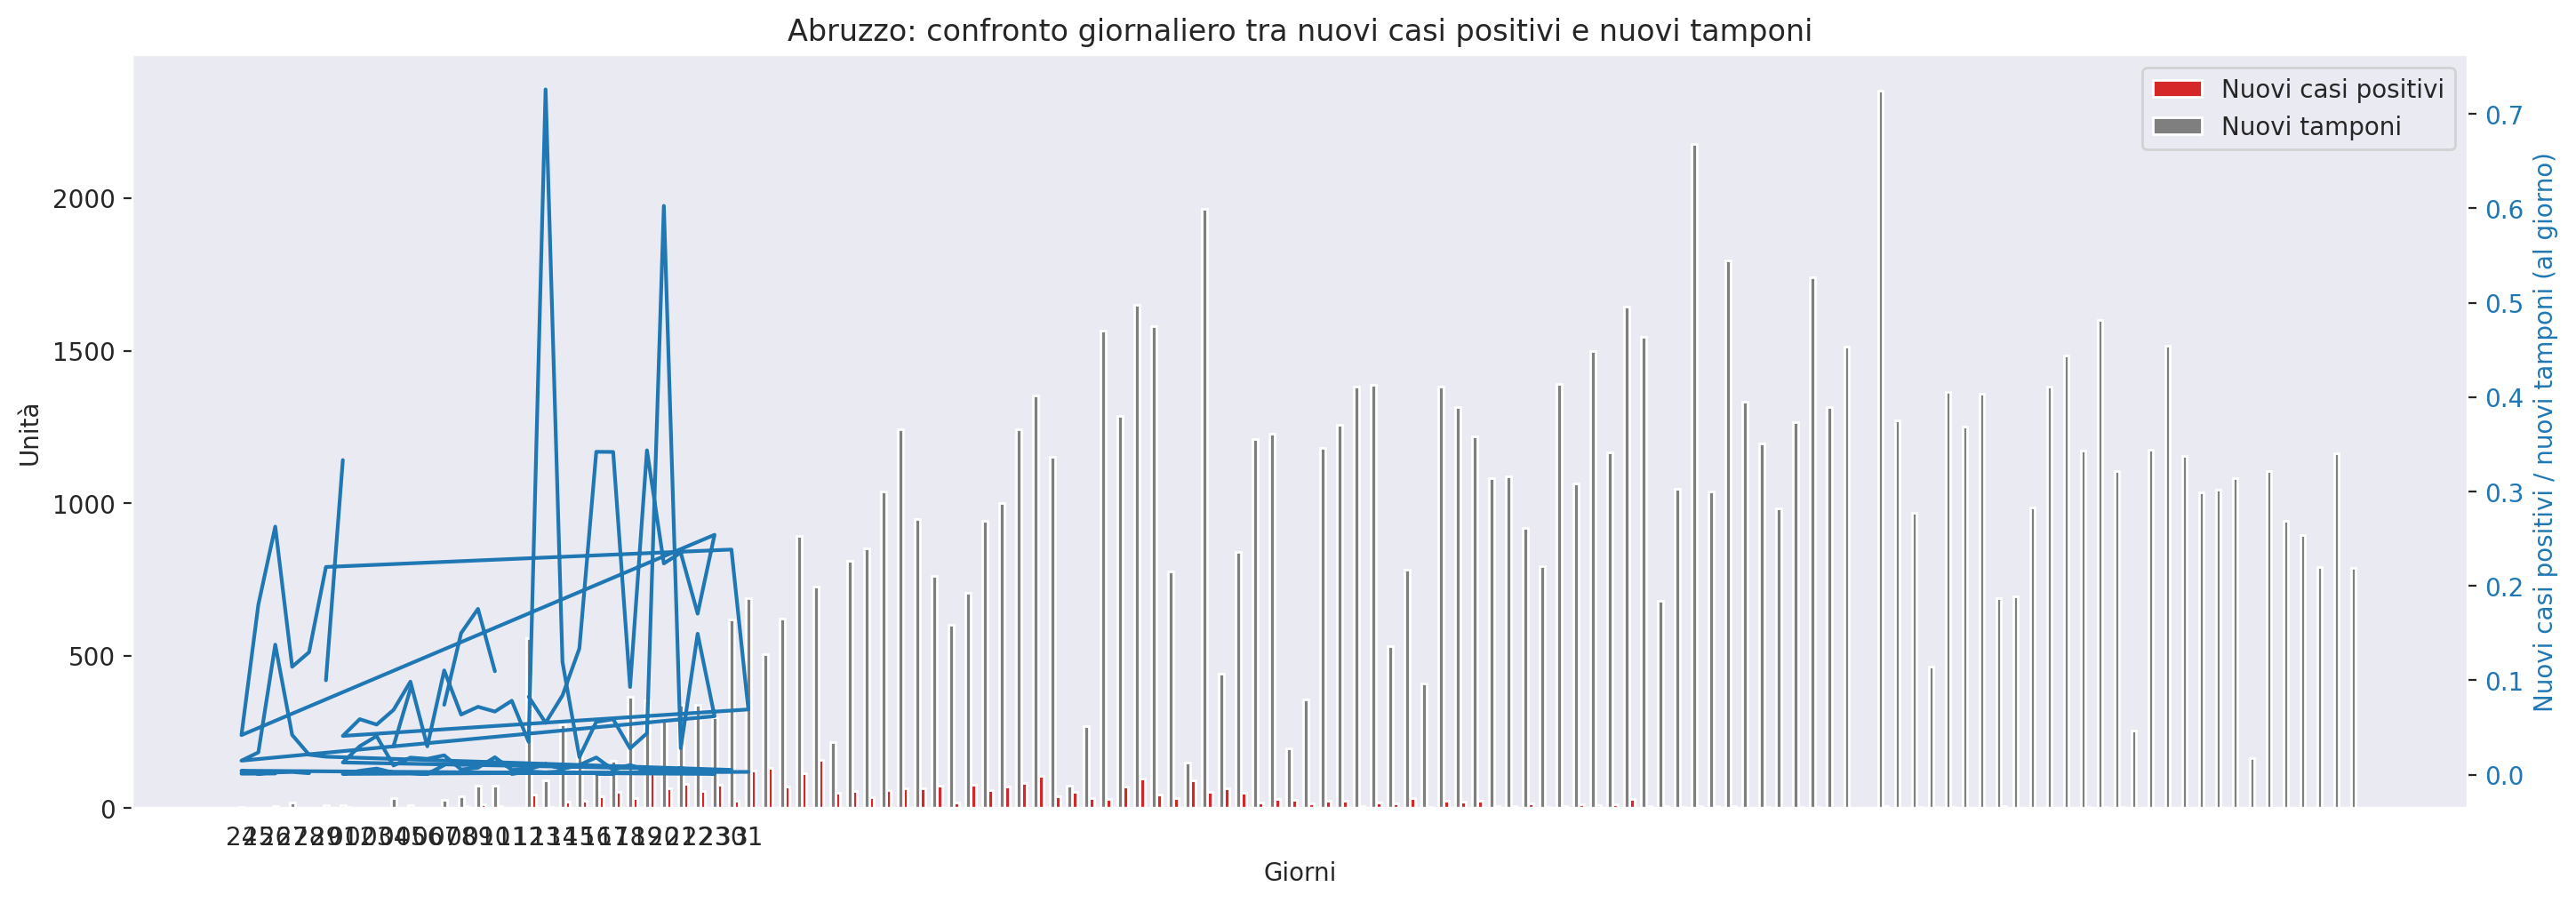 Abruzzo: confronto giornaliero tra nuovi casi positivi e nuovi tamponi
Nuovi casi positivi
Nuovi tamponi
Unità
2000
1500
1000
500
0
0.7
0.6
0.5
0.4
0.3
0.2
0.1
0.0
Nuovi casi positivi / nuovi tamponi (al giorno)
Giorni